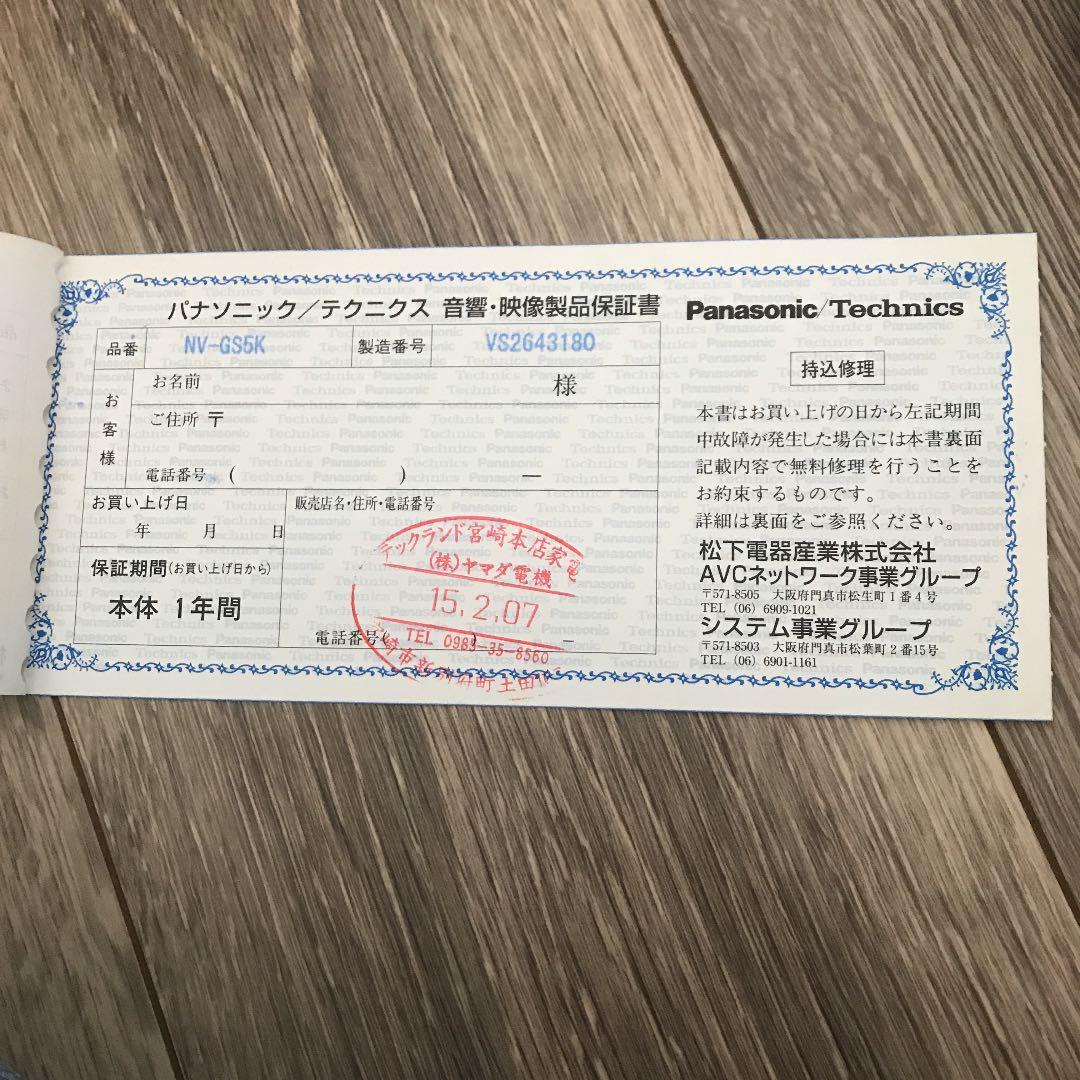 パナソニック／テクニクス 音響・映像製品保証書 Panasonic/Technics
品番 NV-GS5K 製造番号 VS2643180
お客様
お名前 様
ご住所 〒
電話番号 ( ) —
お買い上げ日
年 月 日
保証期間(お買い上げ日から)
本体 1年間
販売店名・住所・電話番号
テックランド宮崎本店家
(株)ヤマダ電機
15.2.07
電話番号( ) —
TEL 0985-35-6560
崎市新別府町土田
持込修理
本書はお買い上げの日から左記期間
中故障が発生した場合には本書裏面
記載内容で無料修理を行うことを
お約束するものです。
詳細は裏面をご参照ください。
松下電器産業株式会社
AVCネットワーク事業グループ
〒571-8505 大阪府門真市松生町1番4号
TEL (06) 6909-1021
システム事業グループ
〒571-8503 大阪府門真市松葉町2番15号
TEL (06) 6901-1161